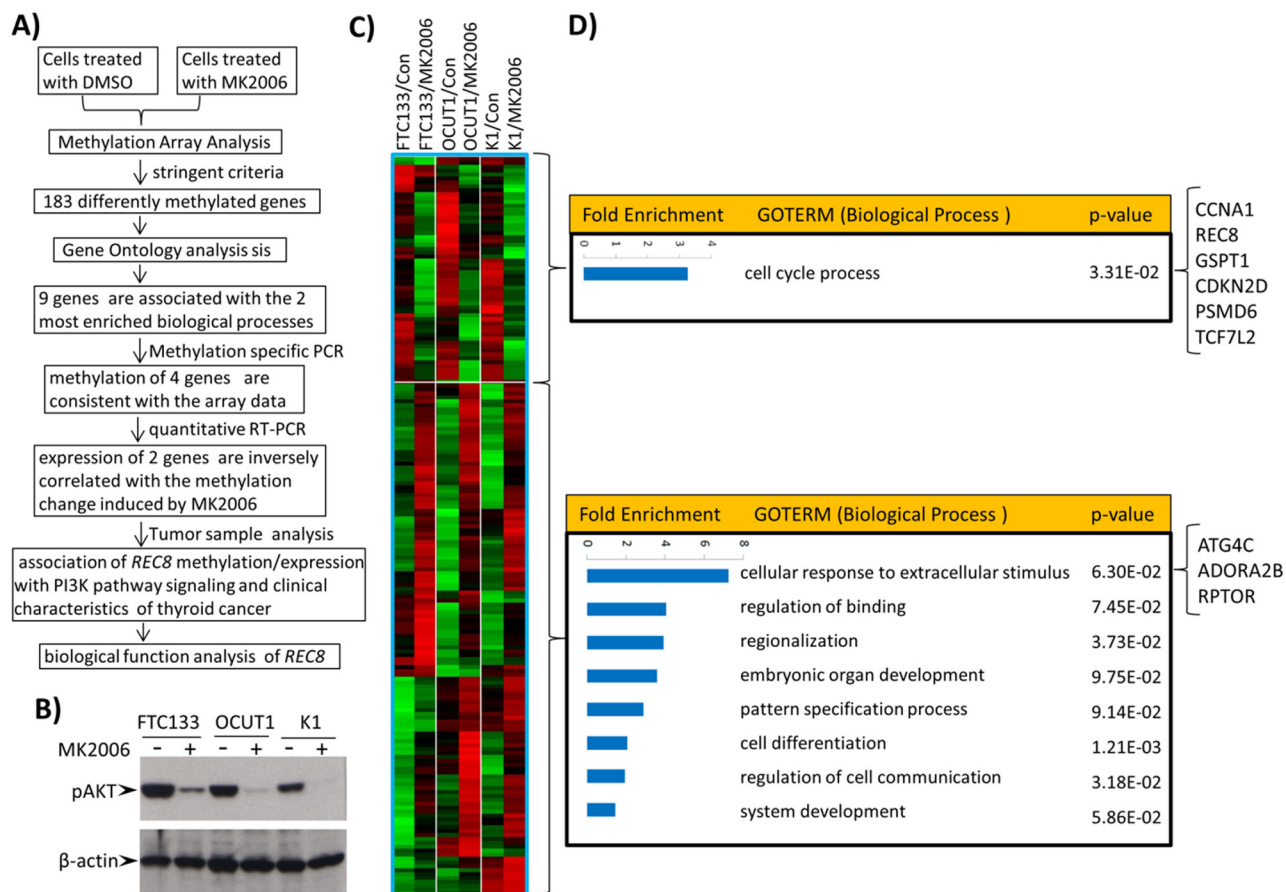 A)
Cells treated
with DMSO
Cells treated
with MK2006
Methylation Array Analysis
stringent criteria
183 differently methylated genes
Gene Ontology analysis sis
9 genes are associated with the 2
most enriched biological processes
Methylation specific PCR
methylation of 4 genes are
consistent with the array data
quantitative RT-PCR
expression of 2 genes are inversely
correlated with the methylation
change induced by MK2006
Tumor sample analysis
association of REC8 methylation/expression
with PI3K pathway signaling and clinical
characteristics of thyroid cancer
biological function analysis of REC8
B)
FTC133 OCUT1 K1
MK2006 - + - + - +
pAKT
β-actin
C)
FTC133/Con
FTC133/MK2006
OCUT1/Con
OCUT1/MK2006
K1/Con
K1/MK2006
D)
Fold Enrichment GOTERM (Biological Process ) p-value
0 1 2 3 4
cell cycle process 3.31E-02
CCNA1
REC8
GSPT1
CDKN2D
PSMD6
TCF7L2
Fold Enrichment GOTERM (Biological Process ) p-value
0 2 4 6 8
cellular response to extracellular stimulus 6.30E-02
regulation of binding 7.45E-02
regionalization 3.73E-02
embryonic organ development 9.75E-02
pattern specification process 9.14E-02
cell differentiation 1.21E-03
regulation of cell communication 3.18E-02
system development 5.86E-02
ATG4C
ADORA2B
RPTOR